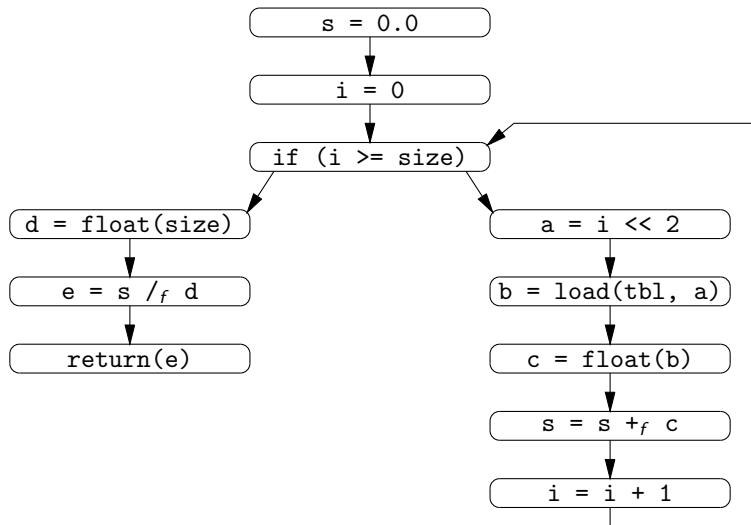 s = 0.0
i = 0
if (i >= size)
d = float(size)
e = s /f d
return(e)
a = i << 2
b = load(tbl, a)
c = float(b)
s = s +f c
i = i + 1